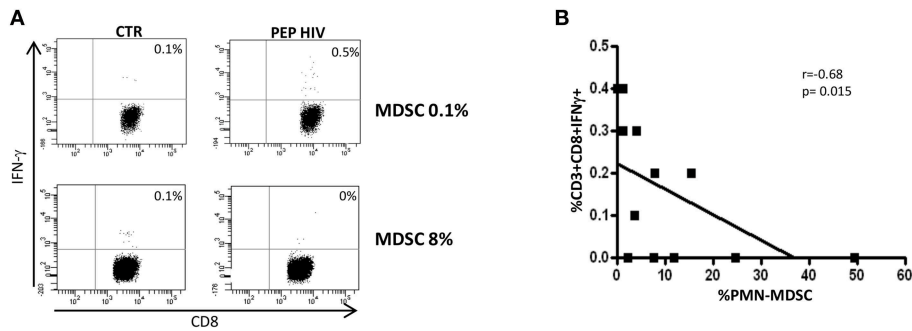 A
CTR
PEP HIV
IFN-γ
0.1%
0.5%
MDSC 0.1%
0.1%
0%
MDSC 8%
CD8
B
r=-0.68
p= 0.015
%CD3+CD8+IFNγ+
0.5
0.4
0.3
0.2
0.1
0.0
0 10 20 30 40 50 60
%PMN-MDSC